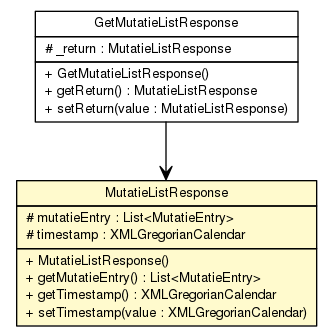 GetMutatieListResponse
# _return : MutatieListResponse
+ GetMutatieListResponse()
+ getReturn() : MutatieListResponse
+ setReturn(value : MutatieListResponse)
MutatieListResponse
# mutatieEntry : List<MutatieEntry>
# timestamp : XMLGregorianCalendar
+ MutatieListResponse()
+ getMutatieEntry() : List<MutatieEntry>
+ getTimestamp() : XMLGregorianCalendar
+ setTimestamp(value : XMLGregorianCalendar)